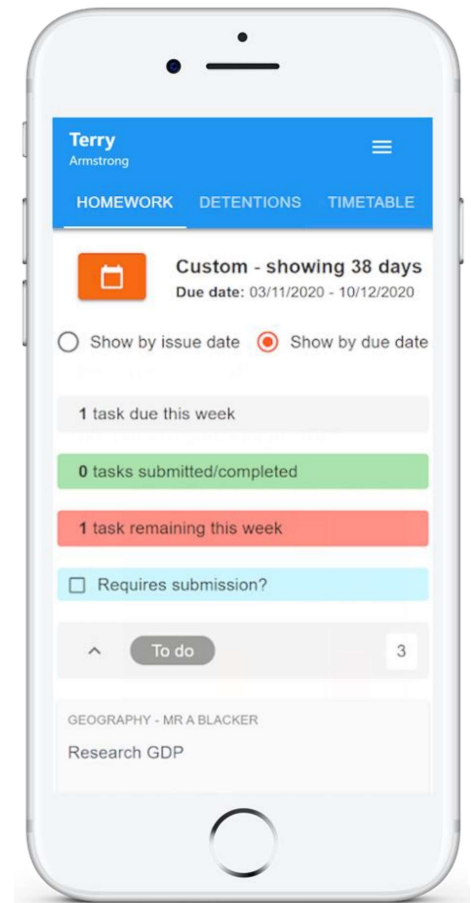 Terry
Armstrong
HOMEWORK DETENTIONS TIMETABLE
Custom - showing 38 days
Due date: 03/11/2020 - 10/12/2020
Show by issue date Show by due date
1 task due this week
0 tasks submitted/completed
1 task remaining this week
Requires submission?
To do 3
GEOGRAPHY - MR A BLACKER
Research GDP